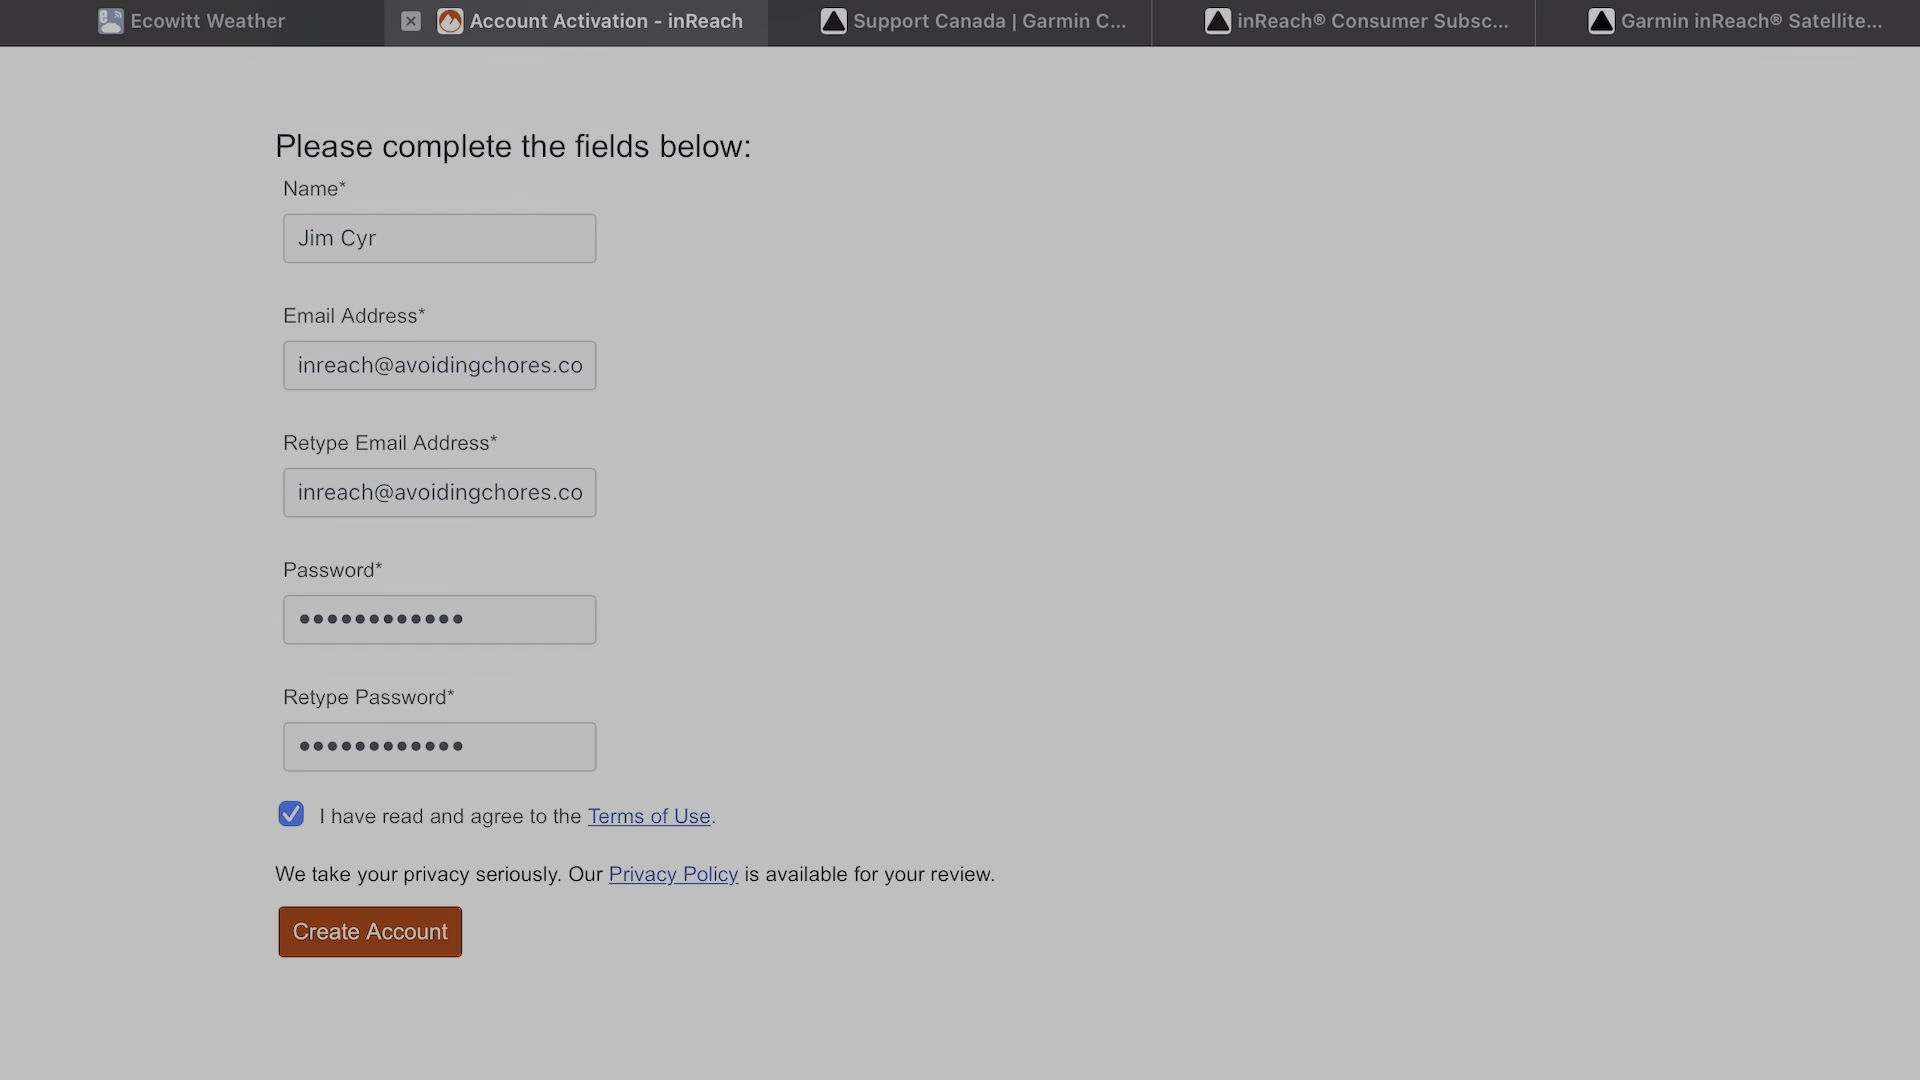 Ecowitt Weather
Account Activation - inReach
Support Canada | Garmin C...
inReach® Consumer Subsc...
Garmin inReach® Satellite...
Please complete the fields below:
Name*
Jim Cyr
Email Address*
inreach@avoidingchores.co
Retype Email Address*
inreach@avoidingchores.co
Password*
••••••••••••
Retype Password*
••••••••••••
I have read and agree to the Terms of Use.
We take your privacy seriously. Our Privacy Policy is available for your review.
Create Account